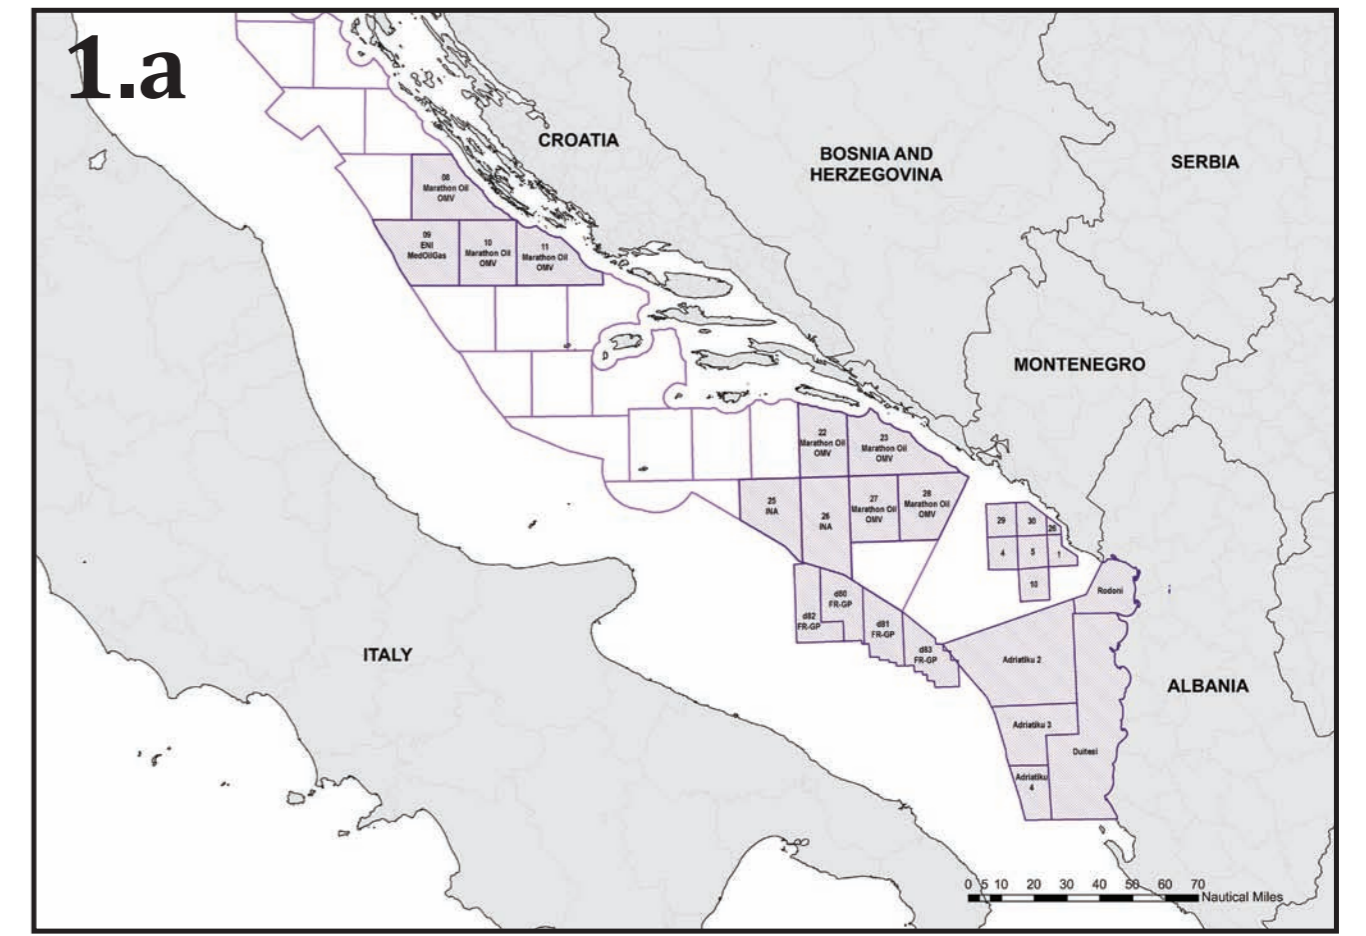 1.a
CROATIA
BOSNIA AND
HERZEGOVINA
SERBIA
08
Marathon Oil
OMV
09
ENI
MedOilGas
10
Marathon Oil
OMV
11
Marathon Oil
OMV
MONTENEGRO
22
Marathon Oil
OMV
23
Marathon Oil
OMV
25
INA
26
INA
27
Marathon Oil
OMV
28
Marathon Oil
OMV
29
30
26
4
5
1
10
Rodoni
d82
FR-GP
d80
FR-GP
d81
FR-GP
d83
FR-GP
ITALY
Adriatiku 2
ALBANIA
Adriatiku 3
Adriatiku
4
0 5 10 20 30 40 50 60 70
Nautical Miles